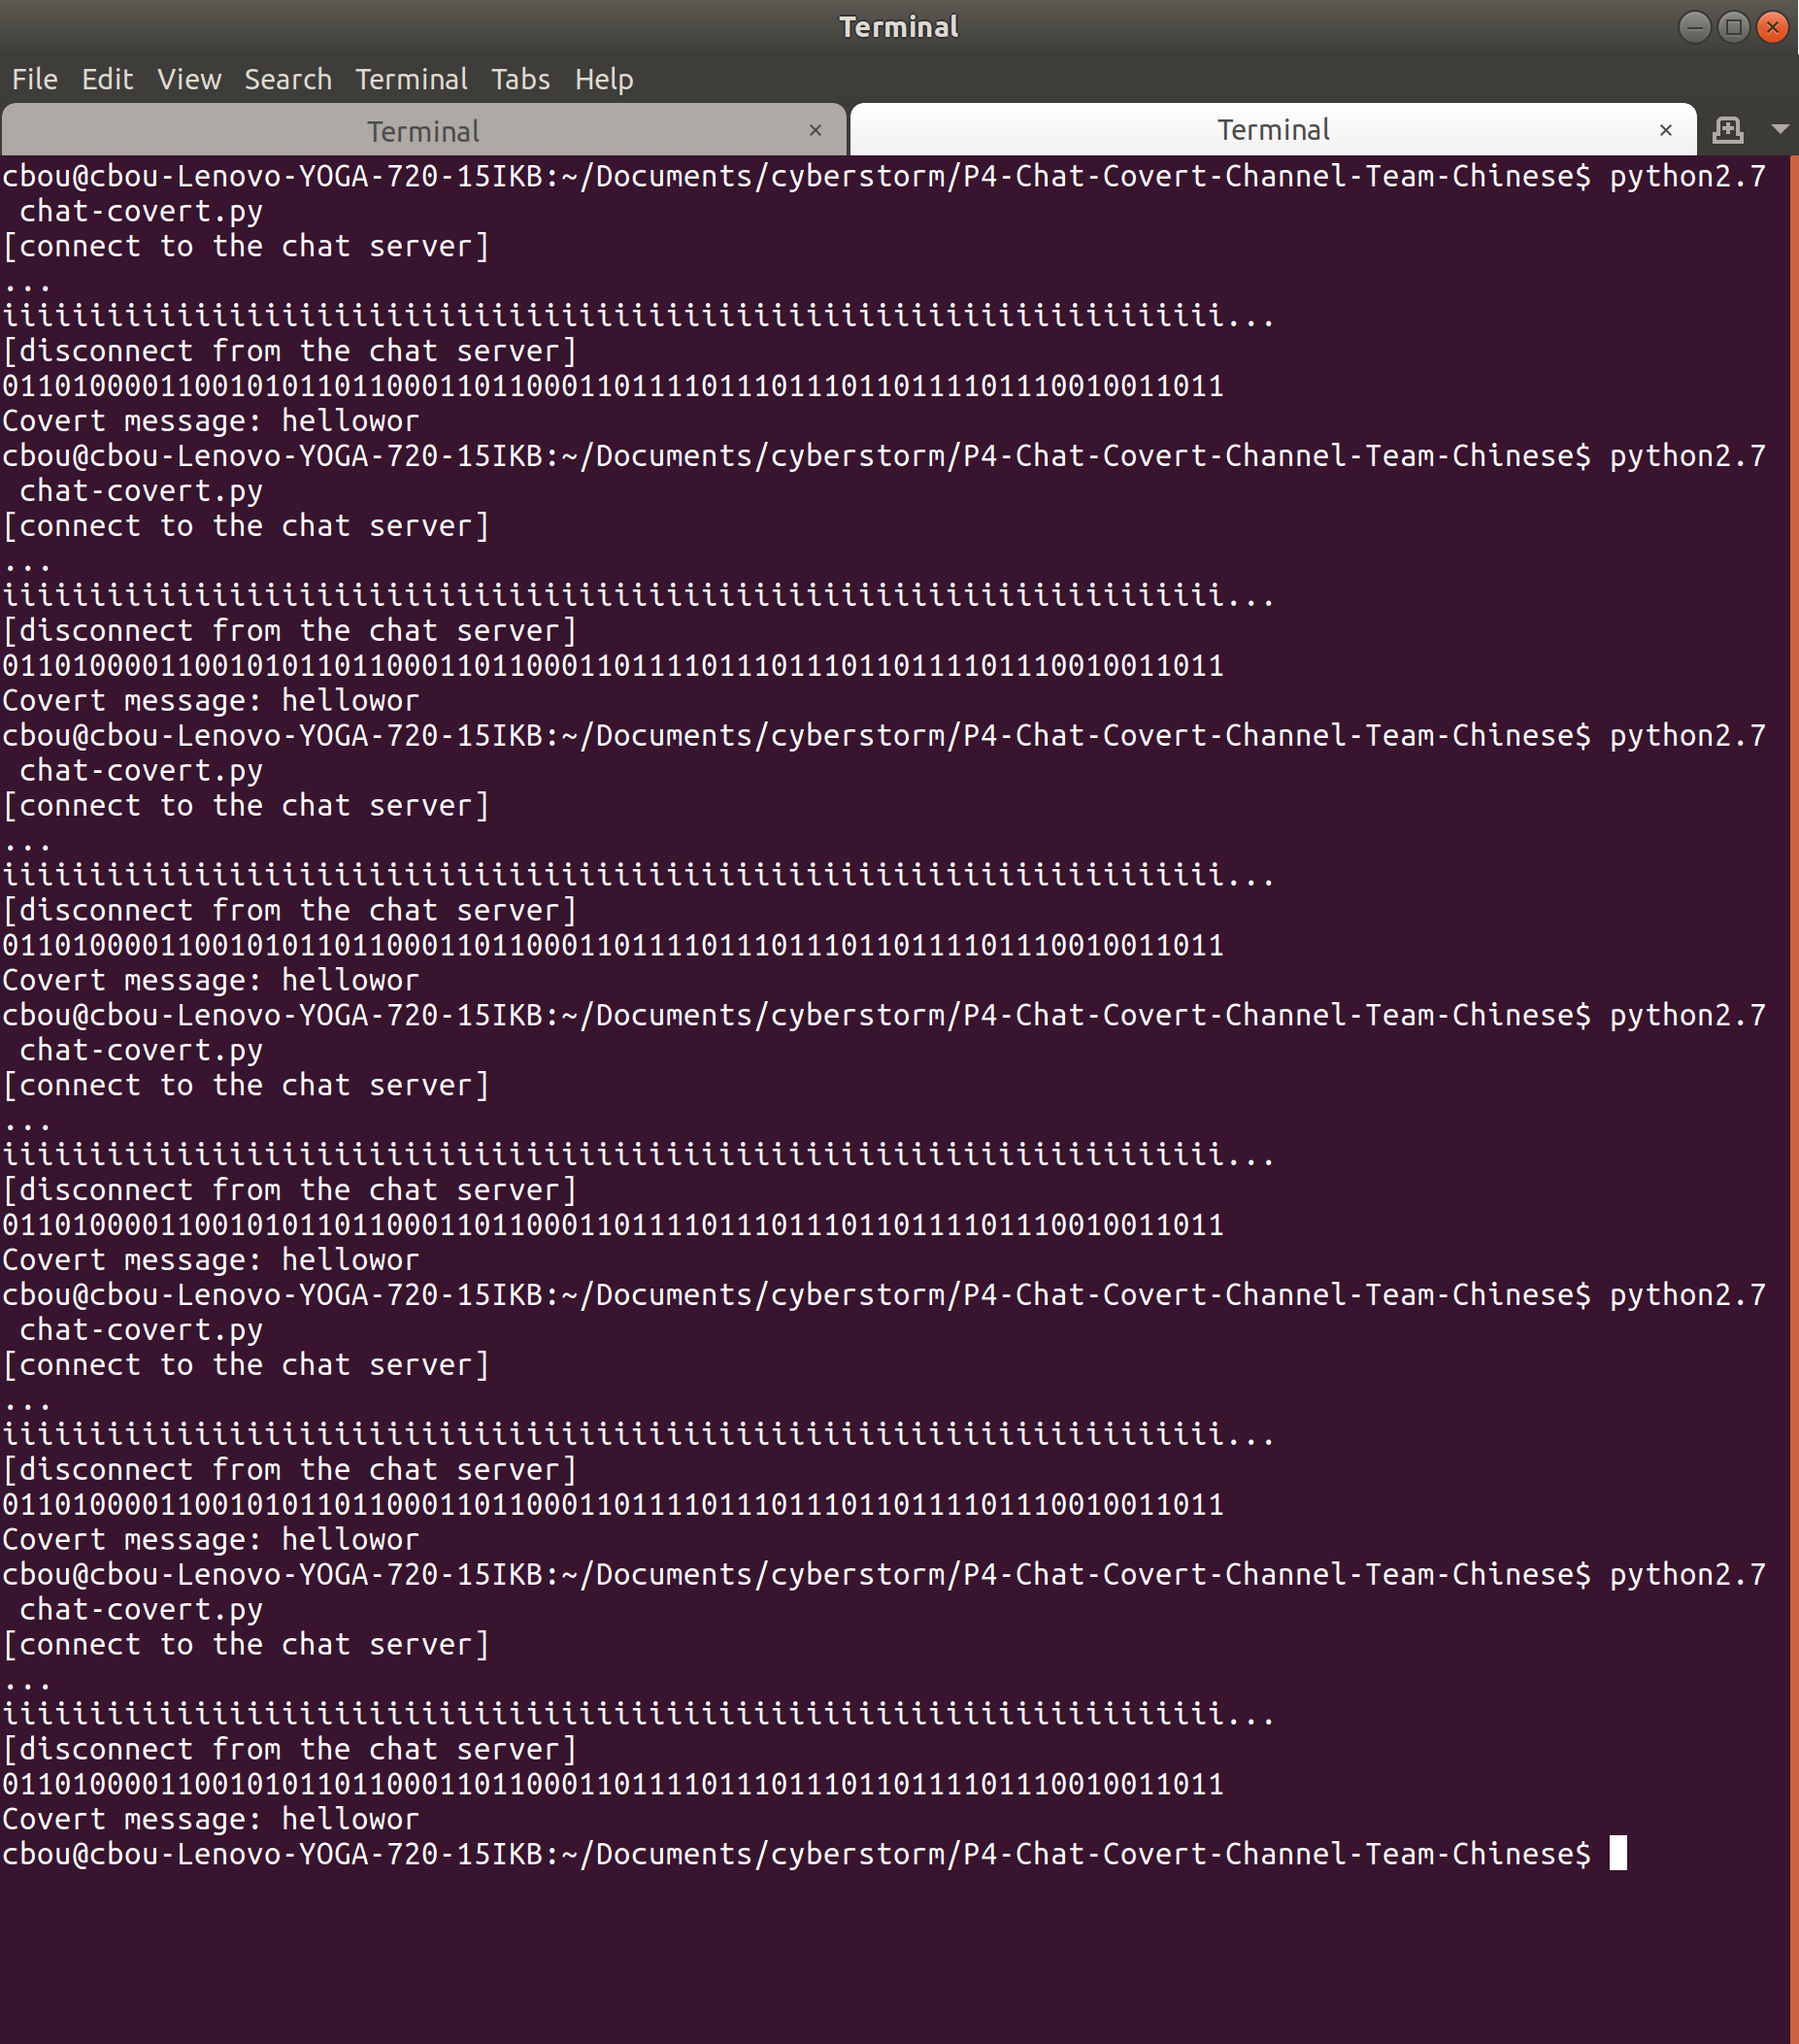 Terminal
File Edit View Search Terminal Tabs Help
Terminal × Terminal ×
cbou@cbou-Lenovo-YOGA-720-15IKB:~/Documents/cyberstorm/P4-Chat-Covert-Channel-Team-Chinese$ python2.7
chat-covert.py
[connect to the chat server]
...
iiiiiiiiiiiiiiiiiiiiiiiiiiiiiiiiiiiiiiiiiiiiiiiiiiiiiiiiiiiiiiiiiiiiii...
[disconnect from the chat server]
0110100001100101011011000110110001101111011101110110111101110010011011
Covert message: hellowor
cbou@cbou-Lenovo-YOGA-720-15IKB:~/Documents/cyberstorm/P4-Chat-Covert-Channel-Team-Chinese$ python2.7
chat-covert.py
[connect to the chat server]
...
iiiiiiiiiiiiiiiiiiiiiiiiiiiiiiiiiiiiiiiiiiiiiiiiiiiiiiiiiiiiiiiiiiiiii...
[disconnect from the chat server]
0110100001100101011011000110110001101111011101110110111101110010011011
Covert message: hellowor
cbou@cbou-Lenovo-YOGA-720-15IKB:~/Documents/cyberstorm/P4-Chat-Covert-Channel-Team-Chinese$ python2.7
chat-covert.py
[connect to the chat server]
...
iiiiiiiiiiiiiiiiiiiiiiiiiiiiiiiiiiiiiiiiiiiiiiiiiiiiiiiiiiiiiiiiiiiiii...
[disconnect from the chat server]
0110100001100101011011000110110001101111011101110110111101110010011011
Covert message: hellowor
cbou@cbou-Lenovo-YOGA-720-15IKB:~/Documents/cyberstorm/P4-Chat-Covert-Channel-Team-Chinese$ python2.7
chat-covert.py
[connect to the chat server]
...
iiiiiiiiiiiiiiiiiiiiiiiiiiiiiiiiiiiiiiiiiiiiiiiiiiiiiiiiiiiiiiiiiiiiii...
[disconnect from the chat server]
0110100001100101011011000110110001101111011101110110111101110010011011
Covert message: hellowor
cbou@cbou-Lenovo-YOGA-720-15IKB:~/Documents/cyberstorm/P4-Chat-Covert-Channel-Team-Chinese$ python2.7
chat-covert.py
[connect to the chat server]
...
iiiiiiiiiiiiiiiiiiiiiiiiiiiiiiiiiiiiiiiiiiiiiiiiiiiiiiiiiiiiiiiiiiiiii...
[disconnect from the chat server]
0110100001100101011011000110110001101111011101110110111101110010011011
Covert message: hellowor
cbou@cbou-Lenovo-YOGA-720-15IKB:~/Documents/cyberstorm/P4-Chat-Covert-Channel-Team-Chinese$ python2.7
chat-covert.py
[connect to the chat server]
...
iiiiiiiiiiiiiiiiiiiiiiiiiiiiiiiiiiiiiiiiiiiiiiiiiiiiiiiiiiiiiiiiiiiiii...
[disconnect from the chat server]
0110100001100101011011000110110001101111011101110110111101110010011011
Covert message: hellowor
cbou@cbou-Lenovo-YOGA-720-15IKB:~/Documents/cyberstorm/P4-Chat-Covert-Channel-Team-Chinese$